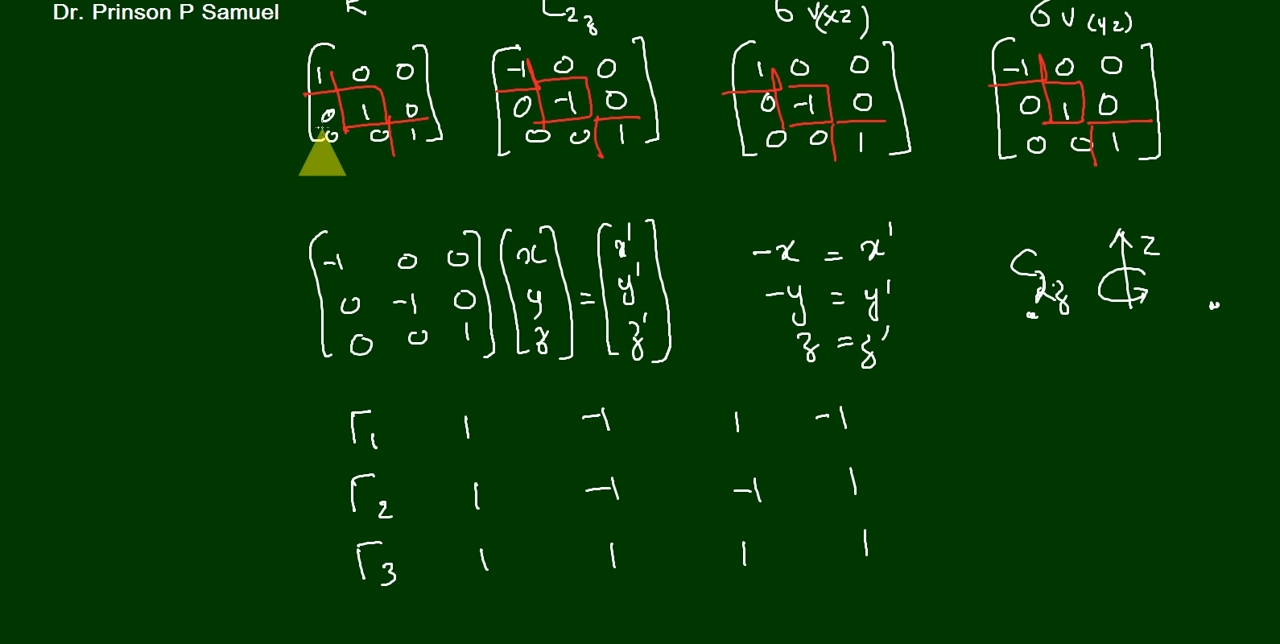 Dr. Prinson P Samuel
E C2z σv(xz) σv(yz)
[1 0 0] [-1 0 0] [1 0 0] [-1 0 0]
[0 1 0] [0 -1 0] [0 -1 0] [0 1 0]
[0 0 1] [0 0 1] [0 0 1] [0 0 1]
[-1 0 0] [x] [x'] -x = x' C2z z
[0 -1 0] [y] = [y'] -y = y'
[0 0 1] [z] [z'] z = z'
Γ1 1 -1 1 -1
Γ2 1 -1 -1 1
Γ3 1 1 1 1